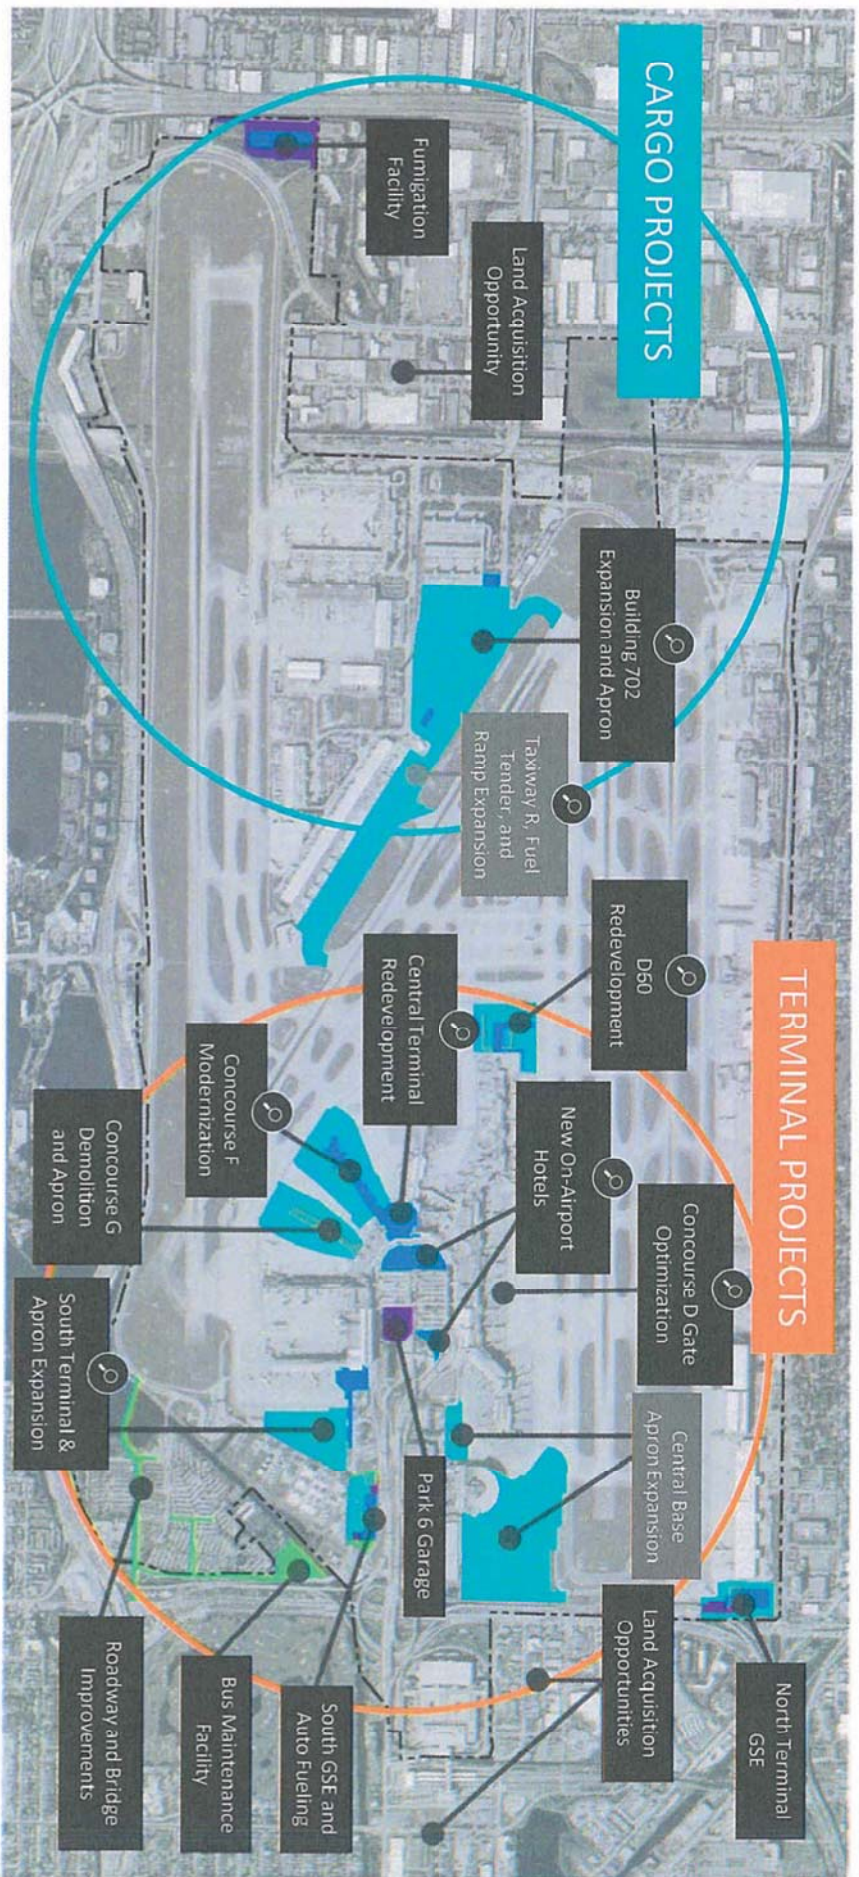 CARGO PROJECTS
Fumigation
Facility
Land Acquisition
Opportunity
Building 702
Expansion and Apron
Taxiway R, Fuel
Tender, and
Ramp Expansion
TERMINAL PROJECTS
D60
Redevelopment
Central Terminal
Redevelopment
Concourse F
Modernization
Concourse G
Demolition
and Apron
New On-Airport
Hotels
Concourse D Gate
Optimization
South Terminal &
Apron Expansion
Central Base
Apron Expansion
Park 6 Garage
North Terminal
GSE
Land Acquisition
Opportunities
South GSE and
Auto Fueling
Bus Maintenance
Facility
Roadway and Bridge
Improvements